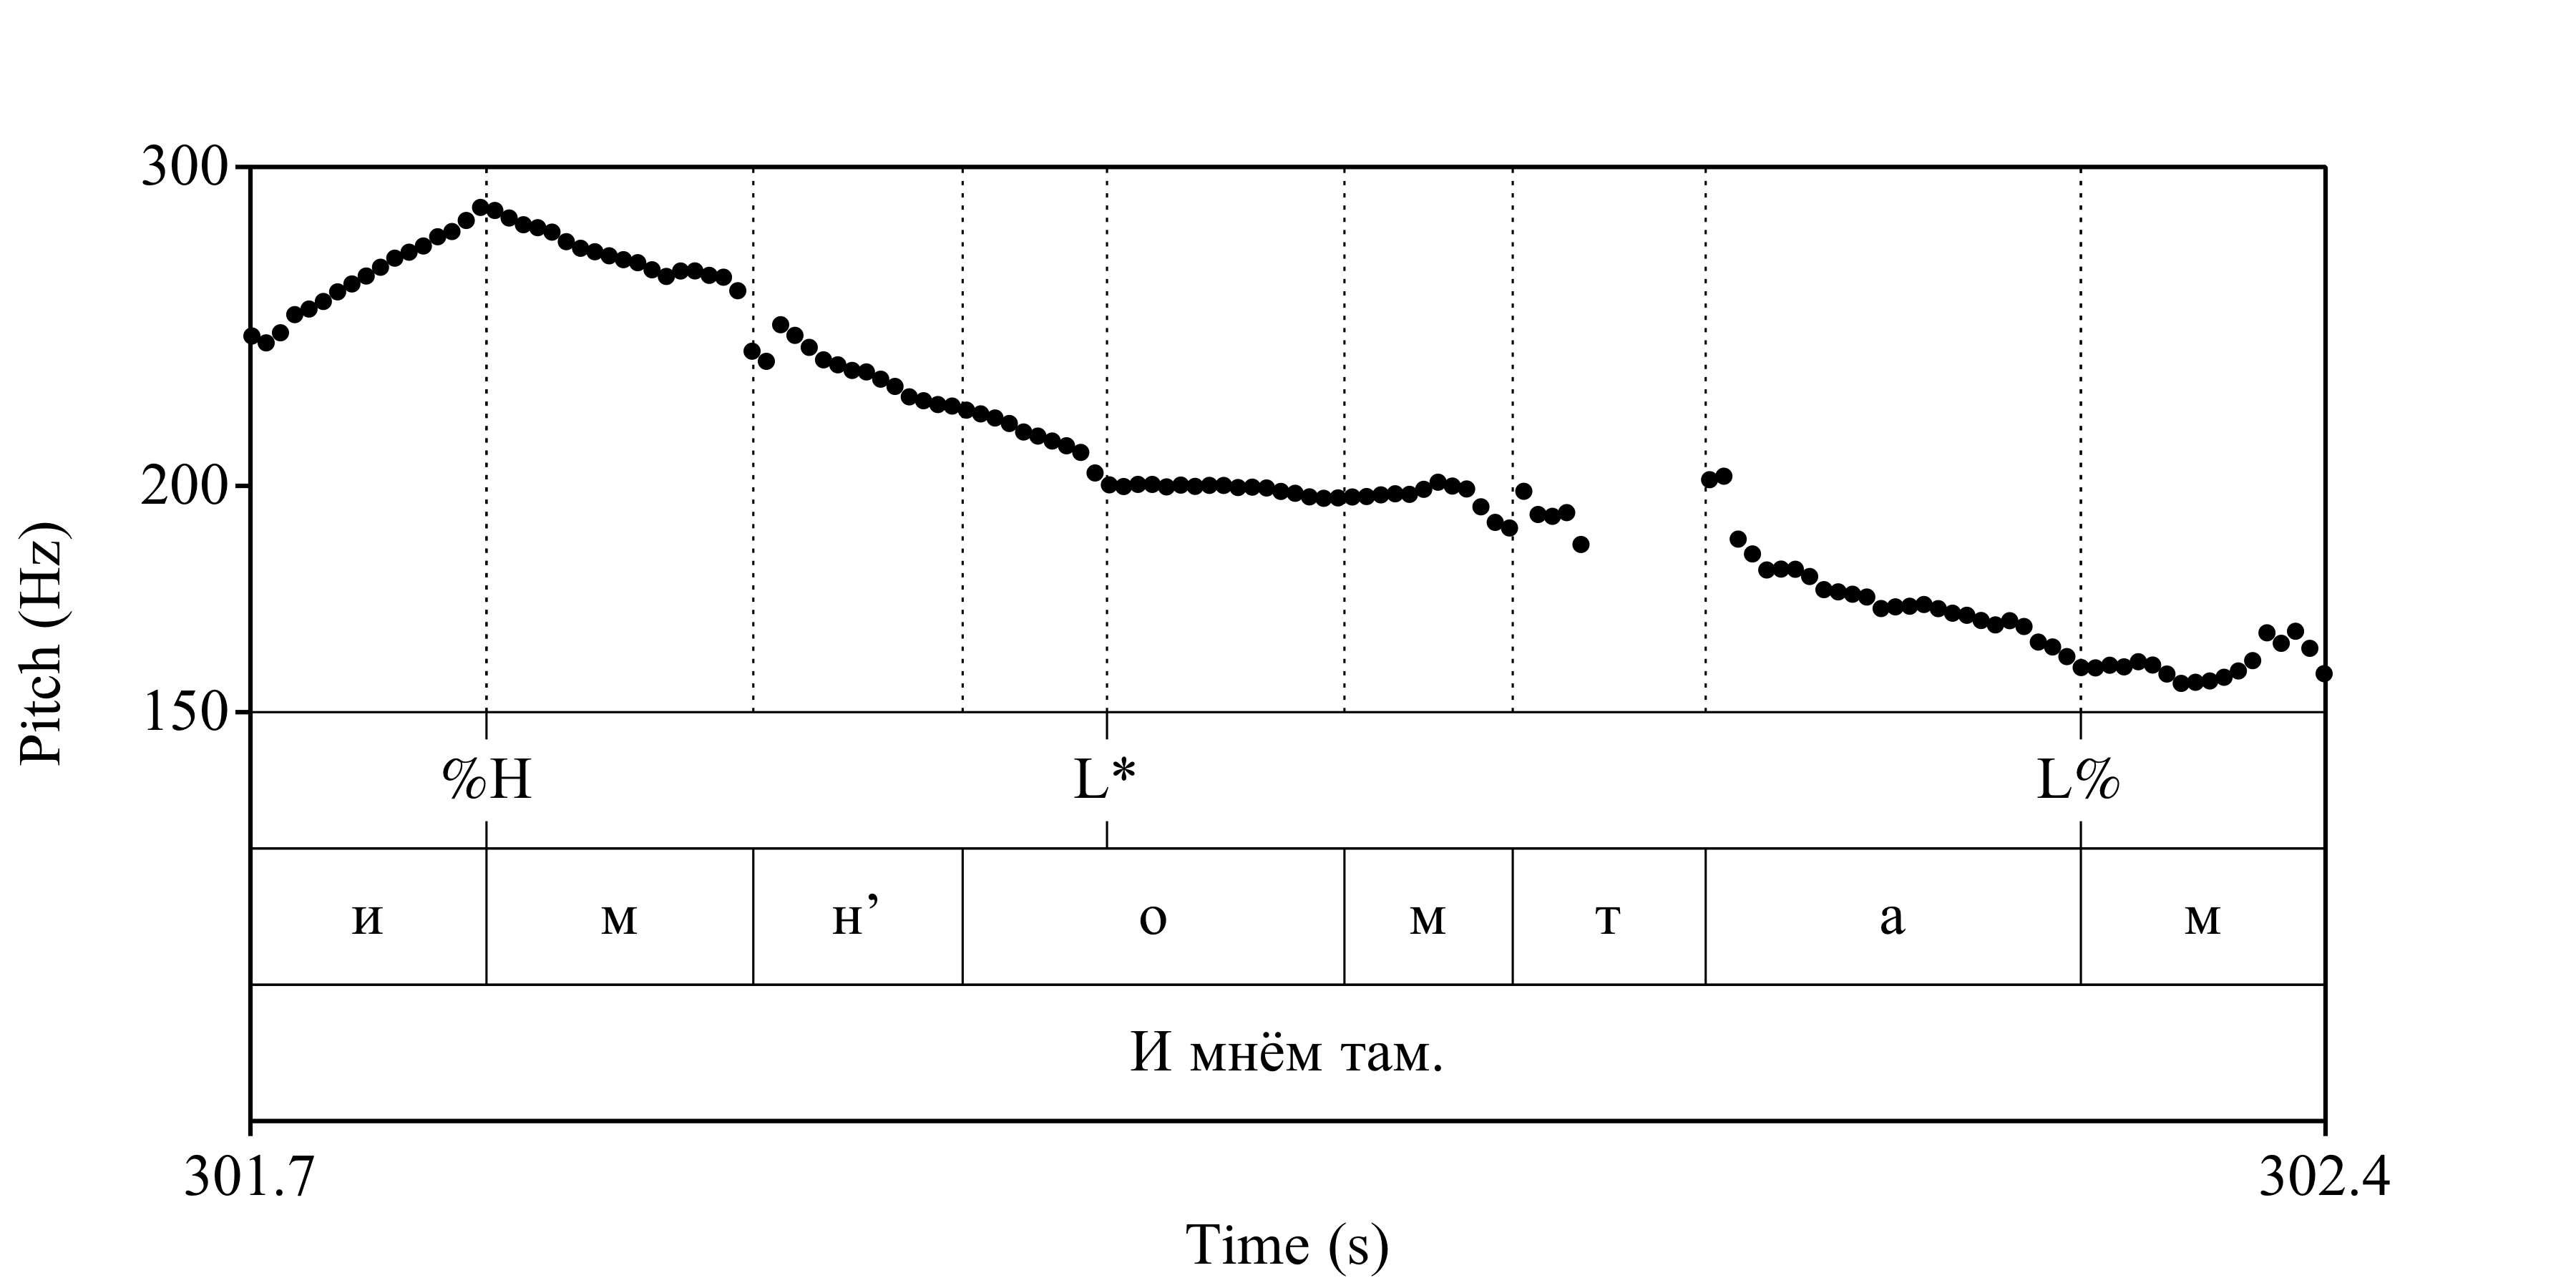 300
200
150
Pitch (Hz)
%H L* L%
и м н’ о м т а м
И мнём там.
301.7 302.4
Time (s)